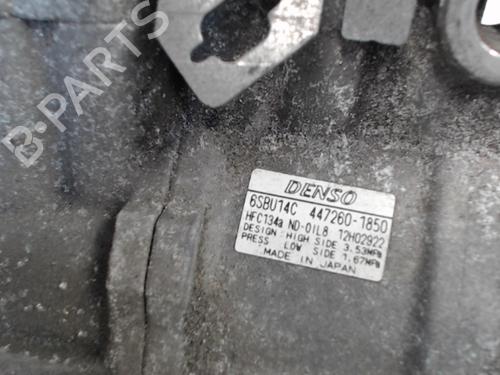 B-PARTS
DENSO
6SBU14C 447260-1850
HFC134a ND-OIL8 12H02922
DESIGN: HIGH SIDE 3.53MPa
PRESS LOW SIDE 1.67MPa
MADE IN JAPAN